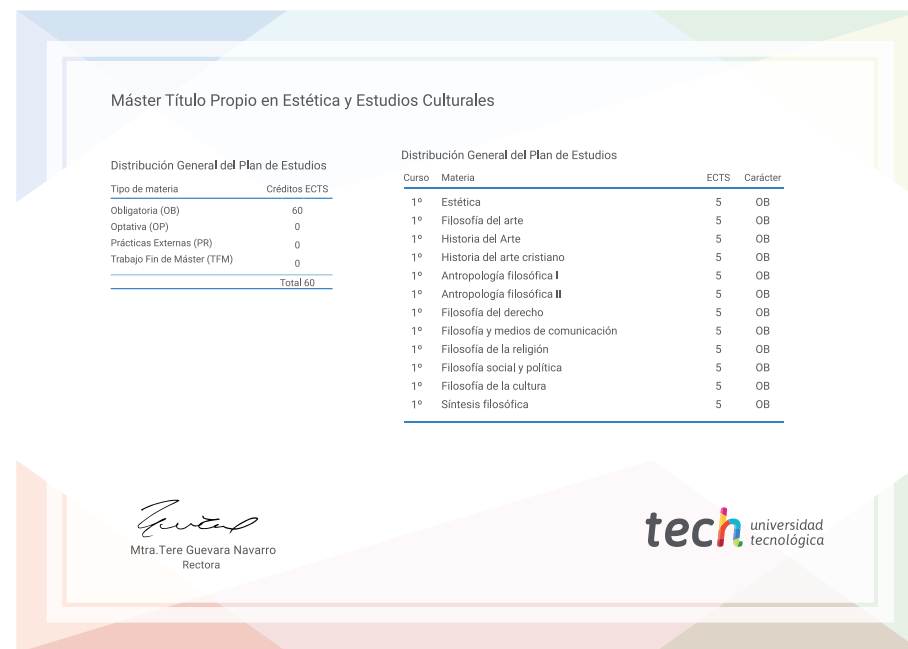 Máster Título Propio en Estética y Estudios Culturales
Distribución General del Plan de Estudios
Tipo de materia Créditos ECTS
Obligatoria (OB) 60
Optativa (OP) 0
Prácticas Externas (PR) 0
Trabajo Fin de Máster (TFM) 0
Total 60
Distribución General del Plan de Estudios
Curso Materia ECTS Carácter
1º Estética 5 OB
1º Filosofía del arte 5 OB
1º Historia del Arte 5 OB
1º Historia del arte cristiano 5 OB
1º Antropología filosófica I 5 OB
1º Antropología filosófica II 5 OB
1º Filosofía del derecho 5 OB
1º Filosofía y medios de comunicación 5 OB
1º Filosofía de la religión 5 OB
1º Filosofía social y política 5 OB
1º Filosofía de la cultura 5 OB
1º Síntesis filosófica 5 OB
Mtra.Tere Guevara Navarro
Rectora
tech universidad
tecnológica